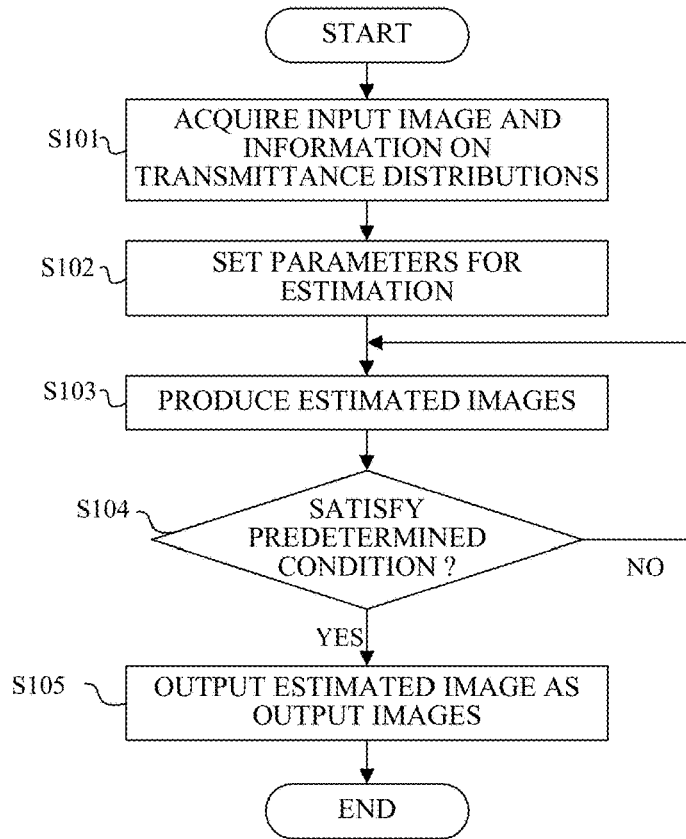 START
S101
ACQUIRE INPUT IMAGE AND
INFORMATION ON
TRANSMITTANCE DISTRIBUTIONS
S102
SET PARAMETERS FOR
ESTIMATION
S103
PRODUCE ESTIMATED IMAGES
S104
SATISFY
PREDETERMINED
CONDITION ?
NO
YES
S105
OUTPUT ESTIMATED IMAGE AS
OUTPUT IMAGES
END